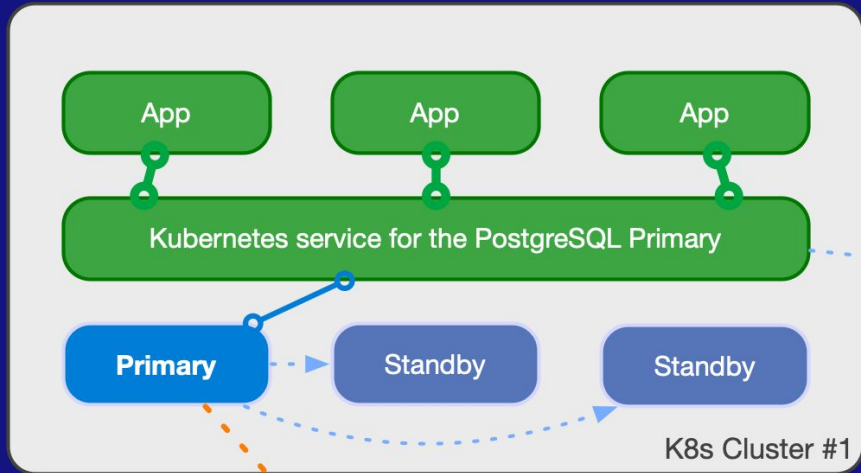 App
App
App
Kubernetes service for the PostgreSQL Primary
Primary
Standby
Standby
K8s Cluster #1